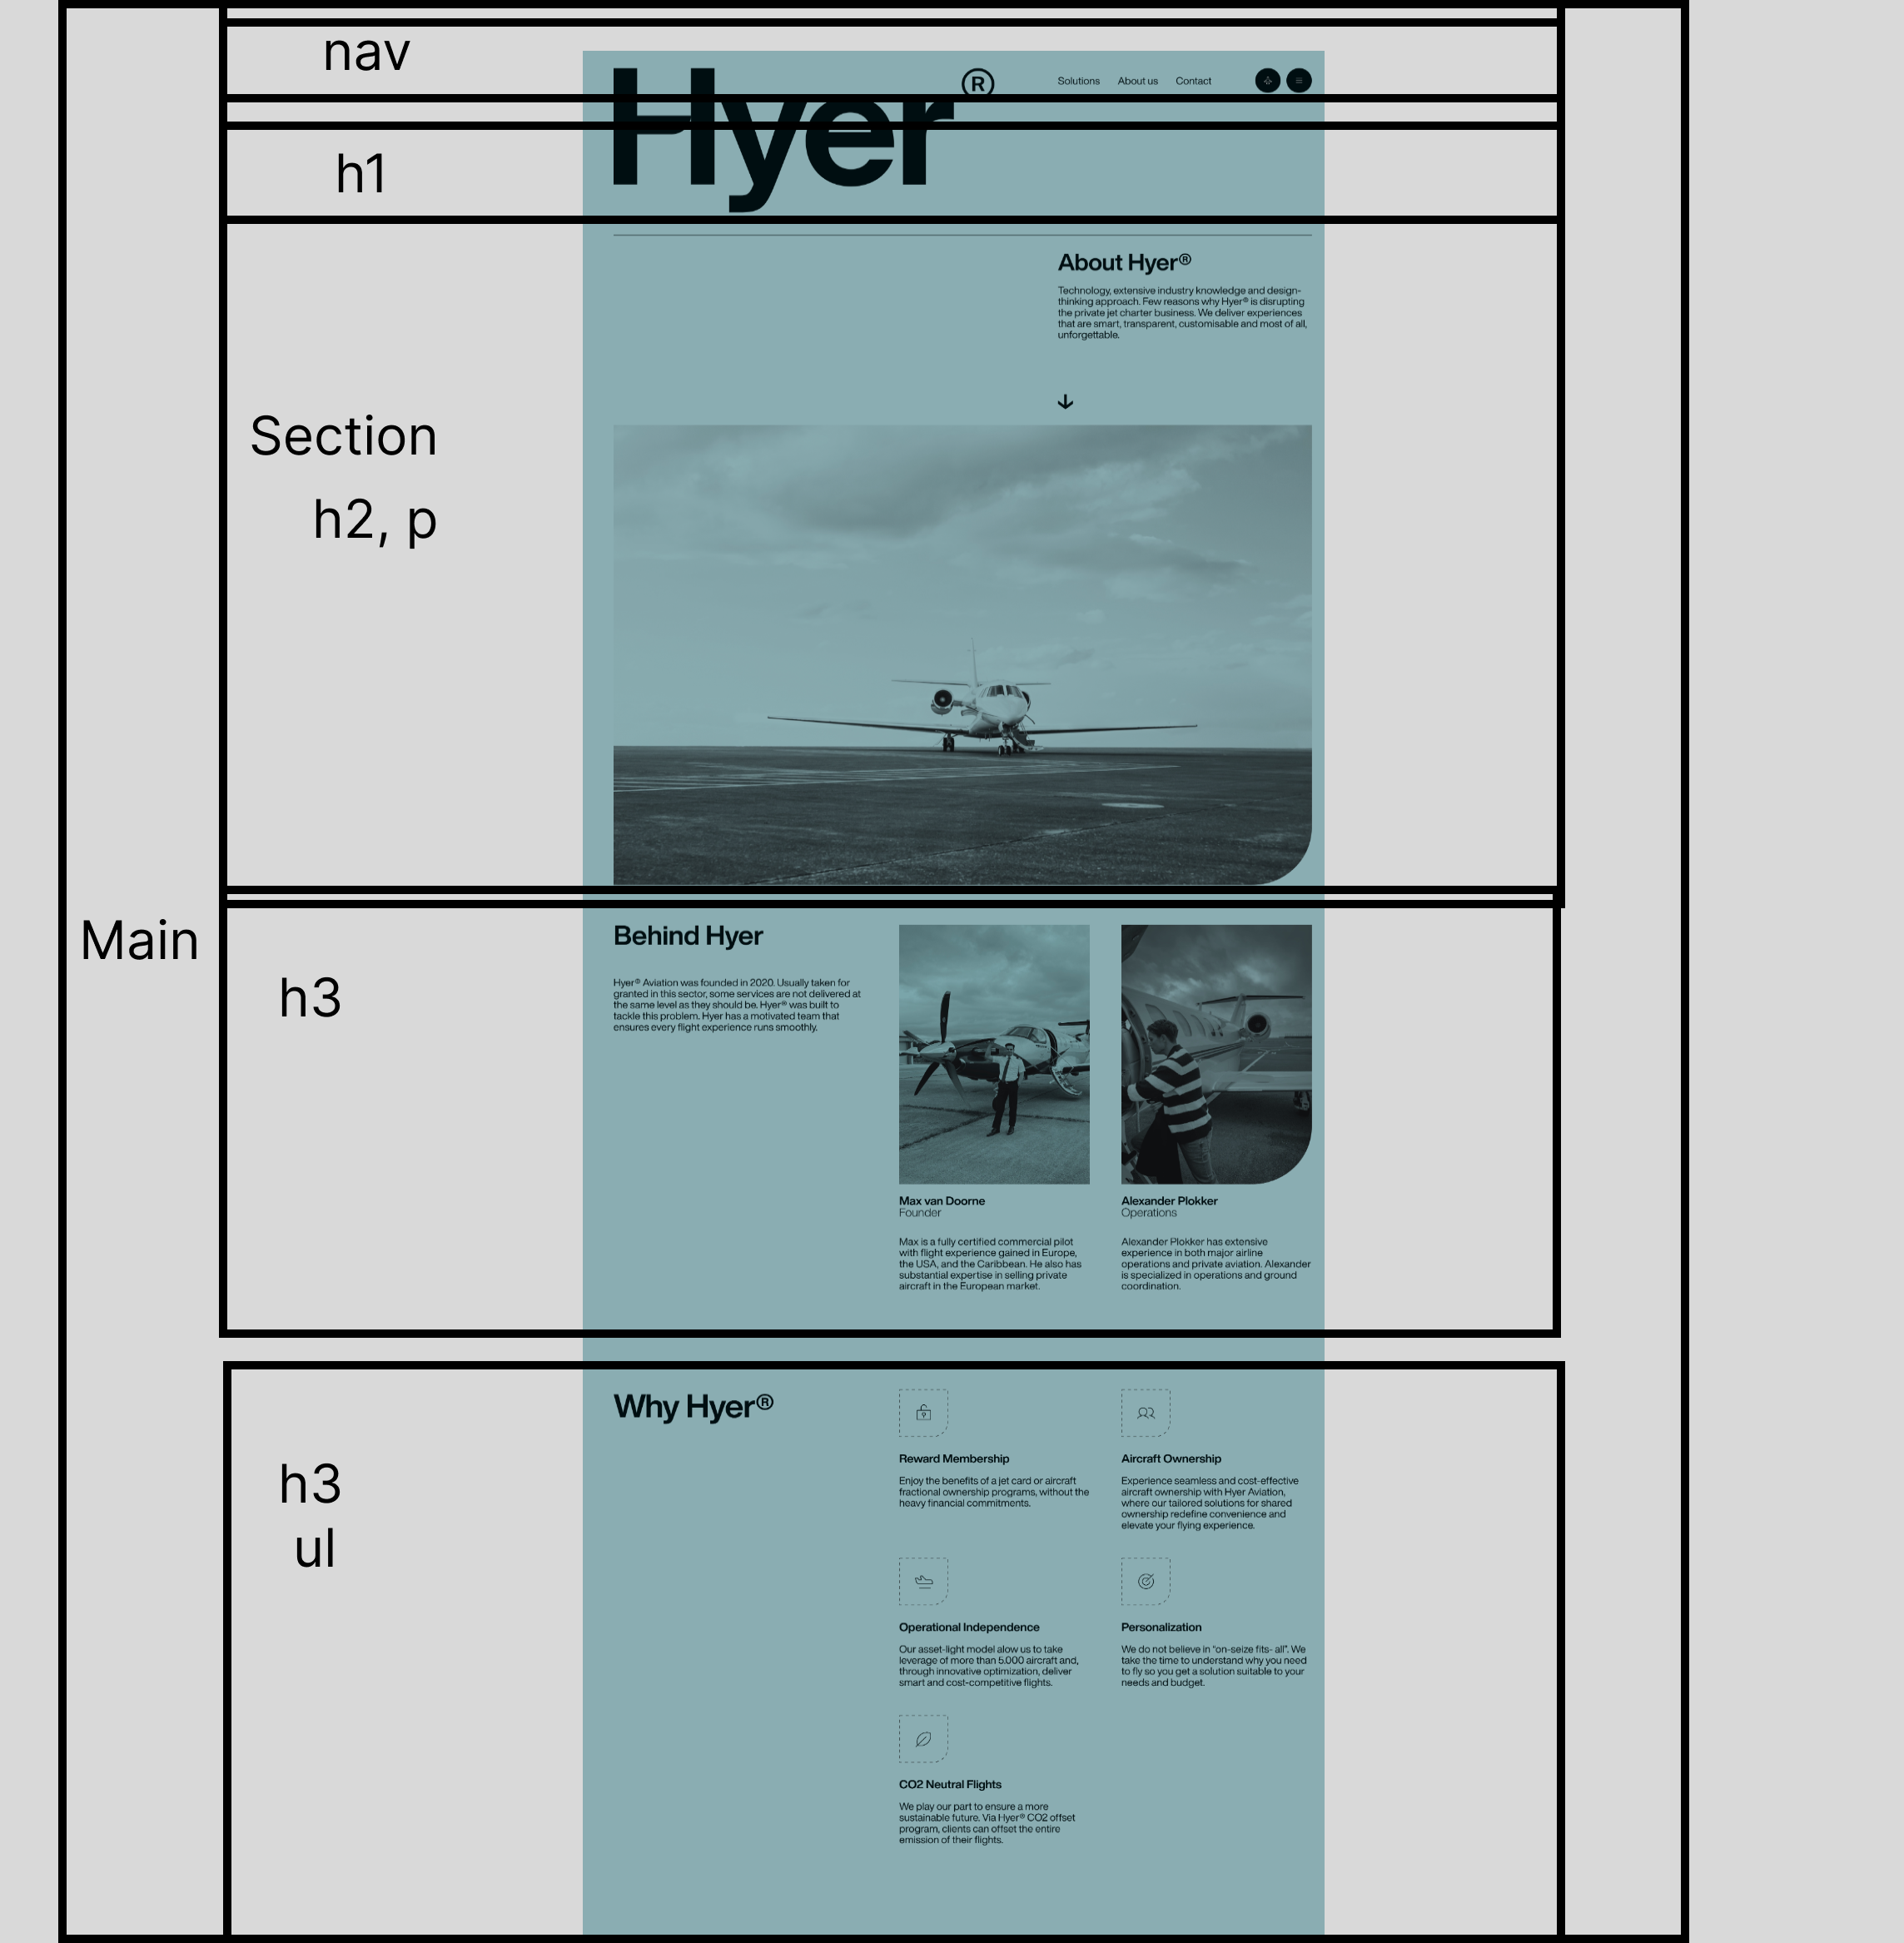 nav
Hyer®
Solutions About us Contact
h1
About Hyer®
Technology, extensive industry knowledge and design-
thinking approach. Few reasons why Hyer® is disrupting
the private jet charter business. We deliver experiences
that are smart, transparent, customisable and most of all,
unforgettable.
Section
h2, p
Main
h3
Behind Hyer
Hyer® Aviation was founded in 2020. Usually taken for
granted in this sector, some services are not delivered at
the same level as they should be. Hyer® was built to
tackle this problem. Hyer has a motivated team that
ensures every flight experience runs smoothly.
Max van Doorne
Founder
Max is a fully certified commercial pilot
with flight experience gained in Europe,
the USA, and the Caribbean. He also has
substantial expertise in selling private
aircraft in the European market.
Alexander Plokker
Operations
Alexander Plokker has extensive
experience in both major airline
operations and private aviation. Alexander
is specialized in operations and ground
coordination.
h3
ul
Why Hyer®
Reward Membership
Enjoy the benefits of a jet card or aircraft
fractional ownership programs, without the
heavy financial commitments.
Aircraft Ownership
Experience seamless and cost-effective
aircraft ownership with Hyer Aviation,
where our tailored solutions for shared
ownership redefine convenience and
elevate your flying experience.
Operational Independence
Our asset-light model alow us to take
leverage of more than 5.000 aircraft and,
through innovative optimization, deliver
smart and cost-competitive flights.
Personalization
We do not believe in "on-seize fits- all". We
take the time to understand why you need
to fly so you get a solution suitable to your
needs and budget.
CO2 Neutral Flights
We play our part to ensure a more
sustainable future. Via Hyer® CO2 offset
program, clients can offset the entire
emission of their flights.